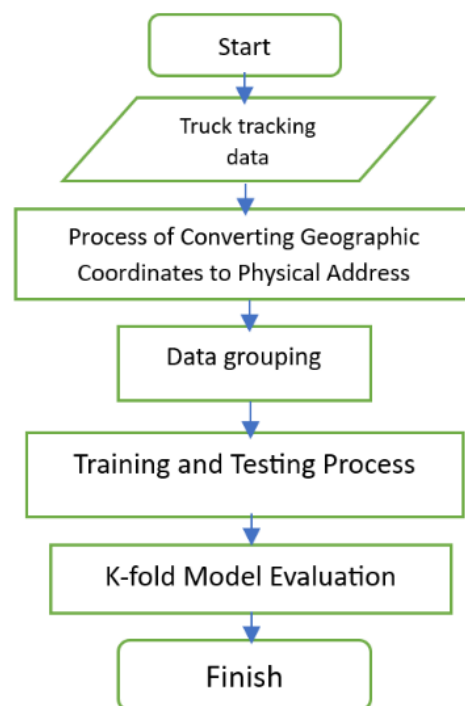 Start
Truck tracking
data
Process of Converting Geographic
Coordinates to Physical Address
Data grouping
Training and Testing Process
K-fold Model Evaluation
Finish